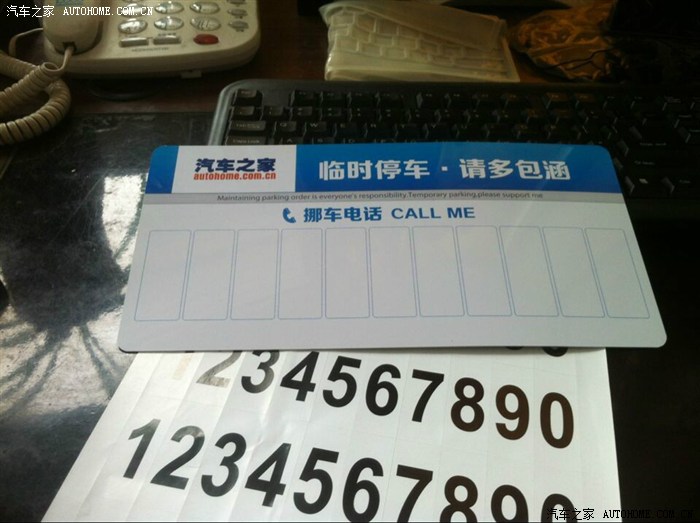 汽车之家 AUTOHOME.COM.CN
汽车之家
autohome.com.cn
临时停车·请多包涵
Maintaining parking order is everyone's responsibility.Temporary parking,please support me
挪车电话 CALL ME
1234567890
1234567890
汽车之家 AUTOHOME.COM.CN